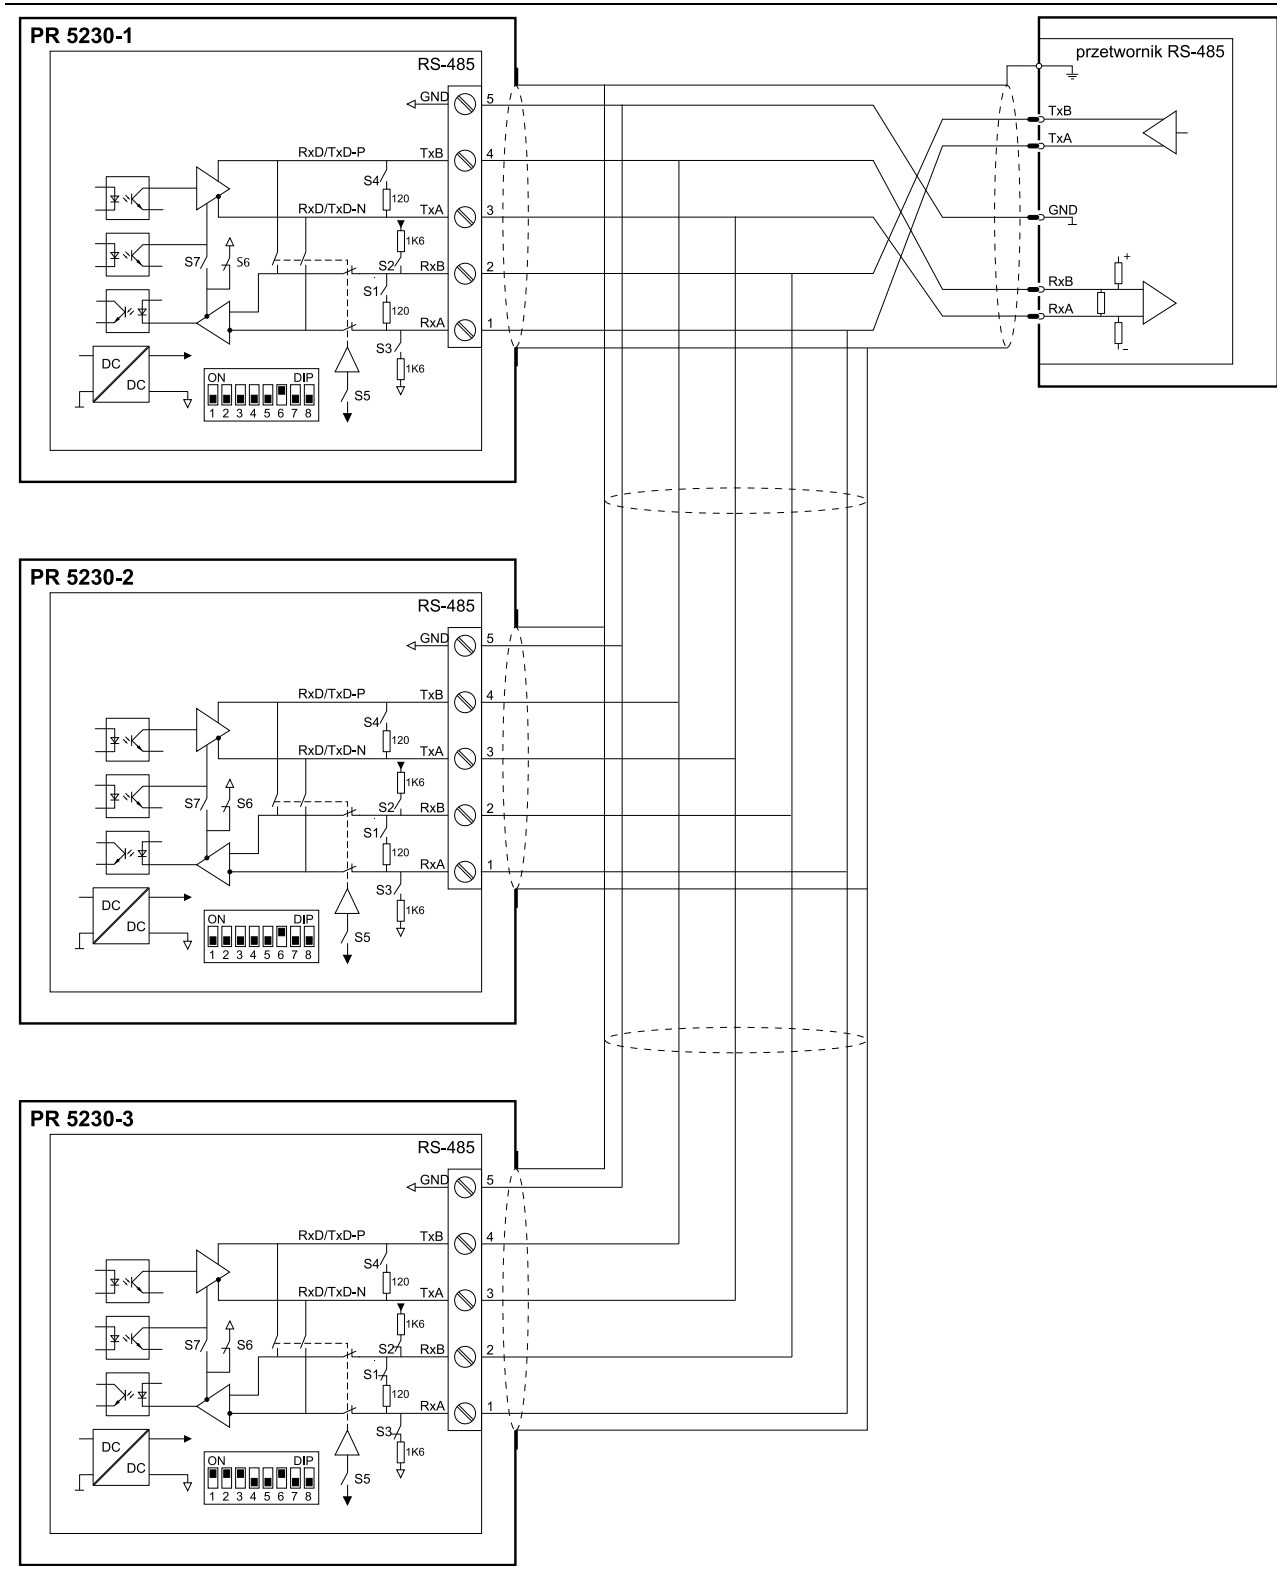 PR 5230-1
RS-485
GND 5
RxD/TxD-P TxB 4
S4
120
RxD/TxD-N TxA 3
1K6
S7 S6 S2 RxB 2
S1
120
RxA 1
S3
1K6
DC
DC
ON DIP
1 2 3 4 5 6 7 8
S5
przetwornik RS-485
TxB
TxA
GND
RxB
+
RxA
-
PR 5230-2
RS-485
GND 5
RxD/TxD-P TxB 4
S4
120
RxD/TxD-N TxA 3
1K6
S7 S6 S2 RxB 2
S1
120
RxA 1
S3
1K6
DC
DC
ON DIP
1 2 3 4 5 6 7 8
S5
PR 5230-3
RS-485
GND 5
RxD/TxD-P TxB 4
S4
120
RxD/TxD-N TxA 3
1K6
S7 S6 S2 RxB 2
S1
120
RxA 1
S3
1K6
DC
DC
ON DIP
1 2 3 4 5 6 7 8
S5